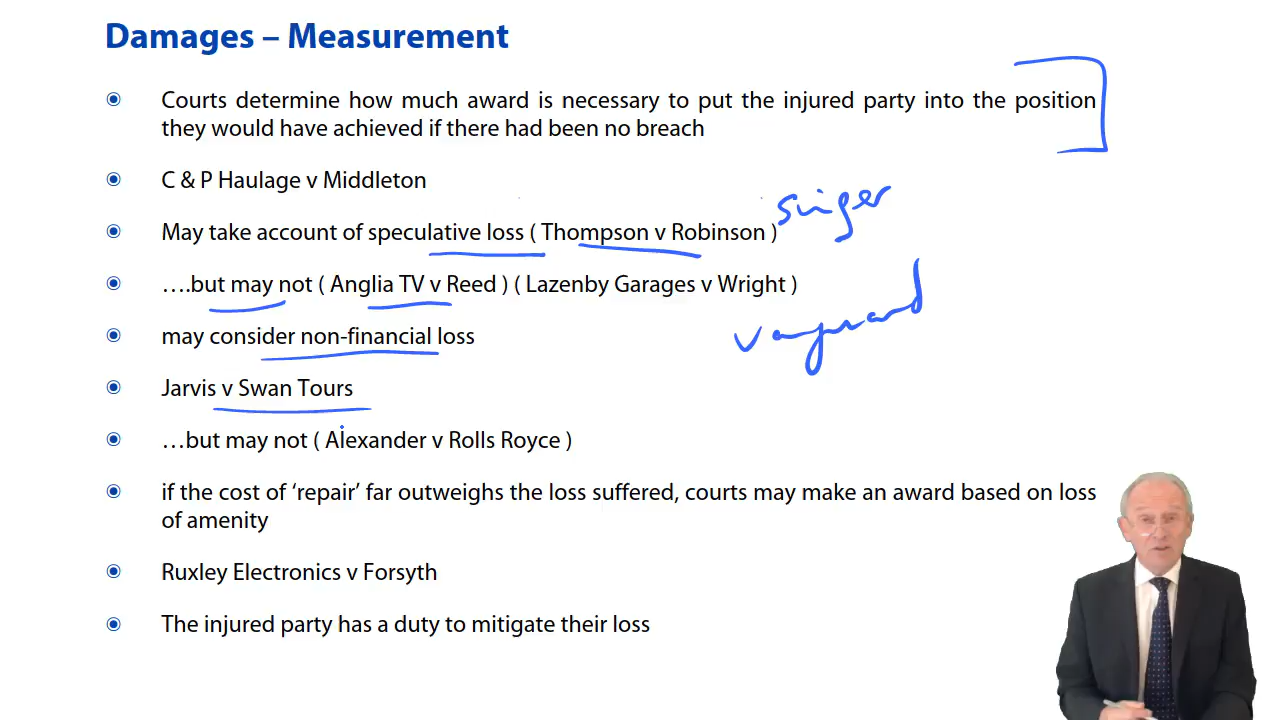 Damages – Measurement
Courts determine how much award is necessary to put the injured party into the position
they would have achieved if there had been no breach
C & P Haulage v Middleton
May take account of speculative loss ( Thompson v Robinson )
singer
….but may not ( Anglia TV v Reed ) ( Lazenby Garages v Wright )
vanguard
may consider non-financial loss
Jarvis v Swan Tours
…but may not ( Alexander v Rolls Royce )
if the cost of ‘repair’ far outweighs the loss suffered, courts may make an award based on loss
of amenity
Ruxley Electronics v Forsyth
The injured party has a duty to mitigate their loss